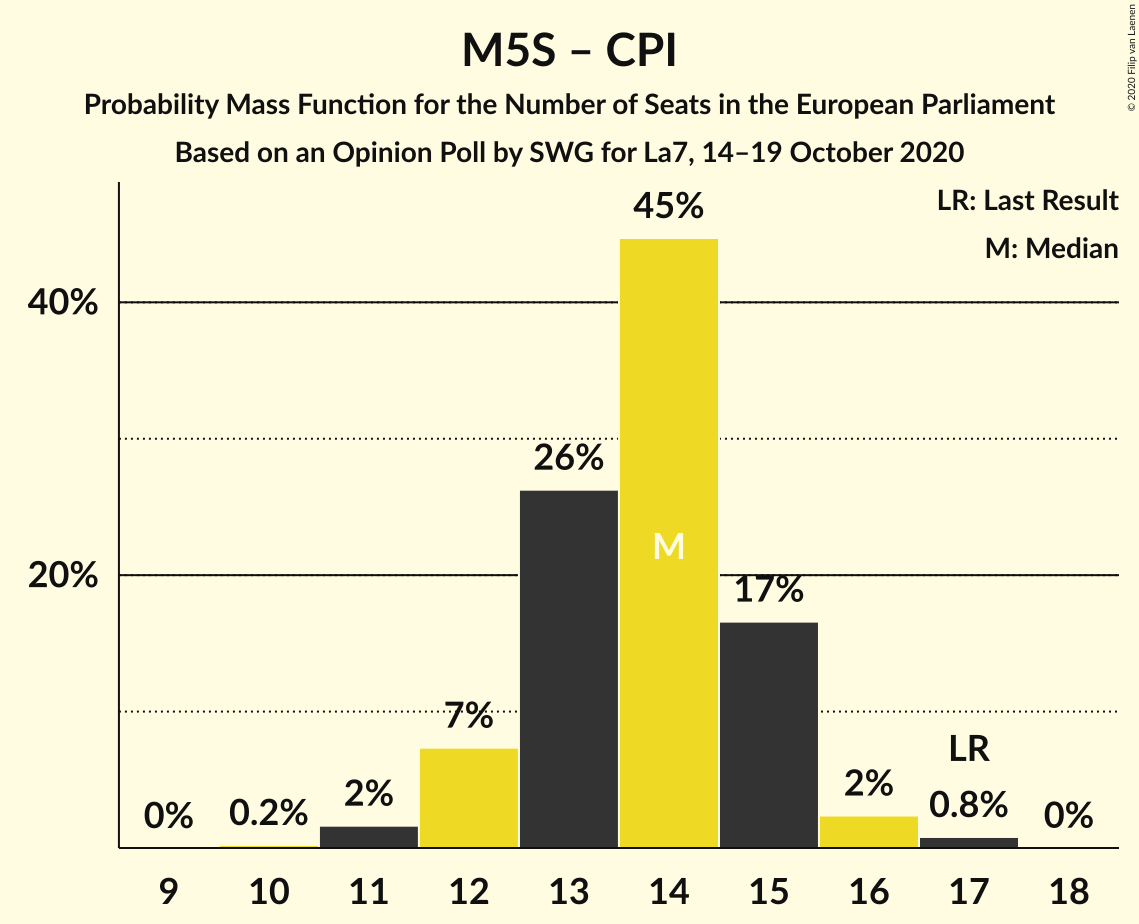 M5S – CPI
Probability Mass Function for the Number of Seats in the European Parliament
Based on an Opinion Poll by SWG for La7, 14–19 October 2020
© 2020 Filip van Laenen
LR: Last Result
M: Median
40%
20%
0%
0.2%
2%
7%
26%
45%
M
17%
2%
LR
0.8%
0%
9 10 11 12 13 14 15 16 17 18